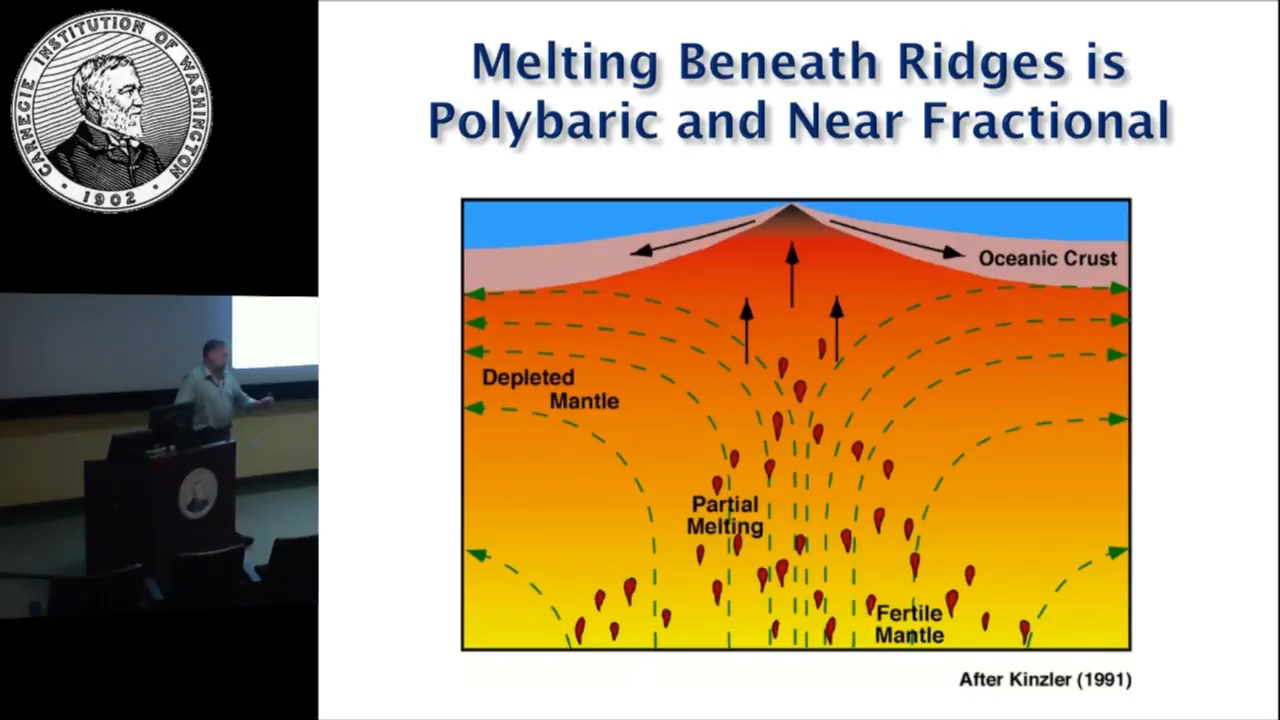 CARNEGIE INSTITUTION OF WASHINGTON
· 1902 ·
Melting Beneath Ridges is
Polybaric and Near Fractional
Oceanic Crust
Depleted
Mantle
Partial
Melting
Fertile
Mantle
After Kinzler (1991)